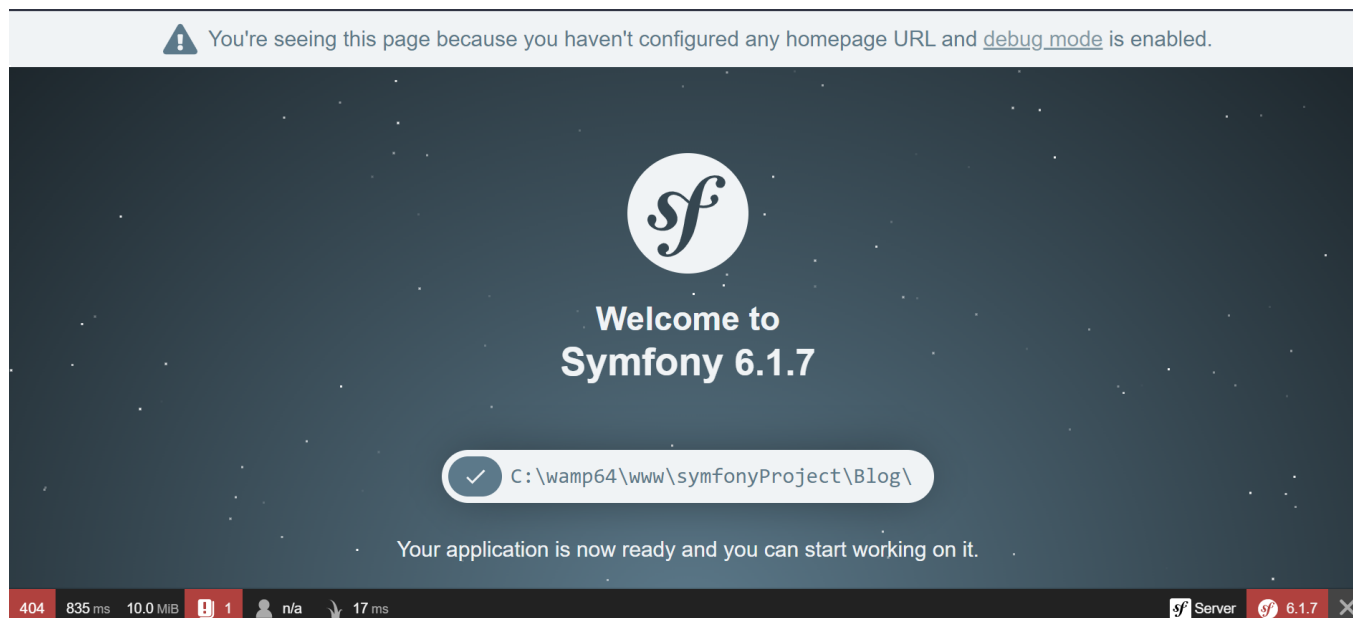 You're seeing this page because you haven't configured any homepage URL and debug mode is enabled.
sf
Welcome to
Symfony 6.1.7
C:\wamp64\www\symfonyProject\Blog\
Your application is now ready and you can start working on it.
404 835 ms 10.0 MiB 1 n/a 17 ms sf Server sf 6.1.7